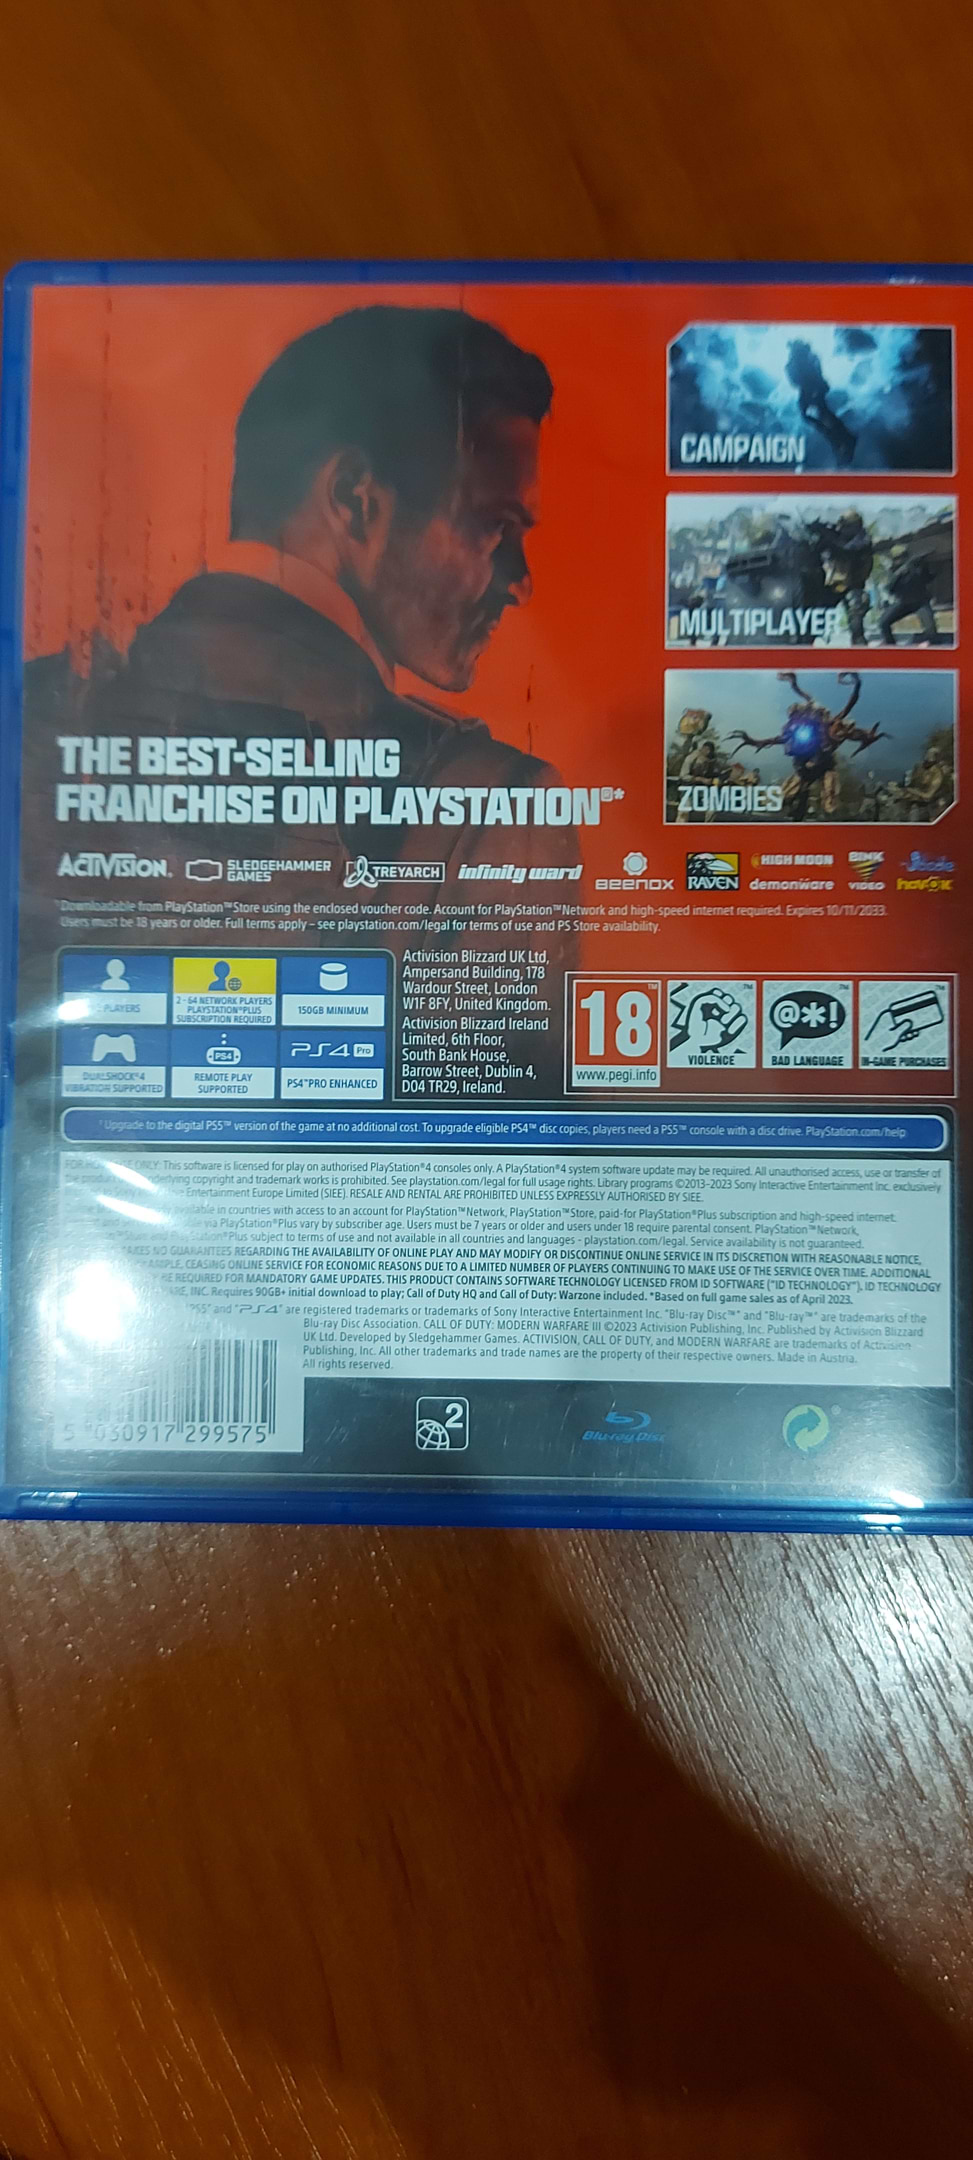 CAMPAIGN
MULTIPLAYER
ZOMBIES
THE BEST-SELLING
FRANCHISE ON PLAYSTATION®*
ACTIVISION. SLEDGEHAMMER GAMES TREYARCH infinity ward BEENOX RAVEN HIGH MOON demonware BINK VIDEO havok
Downloadable from PlayStation™Store using the enclosed voucher code. Account for PlayStation™Network and high-speed internet required. Expires 10/11/2033.
Users must be 18 years or older. Full terms apply – see playstation.com/legal for terms of use and PS Store availability.
PLAYERS
2 - 64 NETWORK PLAYERS
PLAYSTATION®PLUS
SUBSCRIPTION REQUIRED
150GB MINIMUM
DUALSHOCK®4
VIBRATION SUPPORTED
PS4
REMOTE PLAY
SUPPORTED
PS4 Pro
PS4™PRO ENHANCED
Activision Blizzard UK Ltd,
Ampersand Building, 178
Wardour Street, London
W1F 8FY, United Kingdom.
Activision Blizzard Ireland
Limited, 6th Floor,
South Bank House,
Barrow Street, Dublin 4,
D04 TR29, Ireland.
18
www.pegi.info
VIOLENCE
@*!
BAD LANGUAGE
IN-GAME PURCHASES
Upgrade to the digital PS5™ version of the game at no additional cost. To upgrade eligible PS4™ disc copies, players need a PS5™ console with a disc drive. PlayStation.com/help
FOR ONLY: This software is licensed for play on authorised PlayStation®4 consoles only. A PlayStation®4 system software update may be required. All unauthorised access, use or transfer of
the underlying copyright and trademark works is prohibited. See playstation.com/legal for full usage rights. Library programs ©2013-2023 Sony Interactive Entertainment Inc. exclusively
Entertainment Europe Limited (SIEE). RESALE AND RENTAL ARE PROHIBITED UNLESS EXPRESSLY AUTHORISED BY SIEE.
available in countries with access to an account for PlayStation™Network, PlayStation™Store, paid-for PlayStation®Plus subscription and high-speed internet.
via PlayStation®Plus vary by subscriber age. Users must be 7 years or older and users under 18 require parental consent. PlayStation™Network,
PlayStation®Plus subject to terms of use and not available in all countries and languages - playstation.com/legal. Service availability is not guaranteed.
MAKES NO GUARANTEES REGARDING THE AVAILABILITY OF ONLINE PLAY AND MAY MODIFY OR DISCONTINUE ONLINE SERVICE IN ITS DISCRETION WITH REASONABLE NOTICE,
EXAMPLE, CEASING ONLINE SERVICE FOR ECONOMIC REASONS DUE TO A LIMITED NUMBER OF PLAYERS CONTINUING TO MAKE USE OF THE SERVICE OVER TIME. ADDITIONAL
BE REQUIRED FOR MANDATORY GAME UPDATES. THIS PRODUCT CONTAINS SOFTWARE TECHNOLOGY LICENSED FROM ID SOFTWARE ("ID TECHNOLOGY"). ID TECHNOLOGY
INC. Requires 90GB+ initial download to play; Call of Duty HQ and Call of Duty: Warzone included. *Based on full game sales as of April 2023.
"PS5" and "PS4" are registered trademarks or trademarks of Sony Interactive Entertainment Inc. "Blu-ray Disc™" and "Blu-ray™" are trademarks of the
Blu-ray Disc Association. CALL OF DUTY: MODERN WARFARE III ©2023 Activision Publishing, Inc. Published by Activision Blizzard
UK Ltd. Developed by Sledgehammer Games. ACTIVISION, CALL OF DUTY, and MODERN WARFARE are trademarks of Activision
Publishing, Inc. All other trademarks and trade names are the property of their respective owners. Made in Austria.
All rights reserved.
5 030917 299575
2
Blu-ray Disc